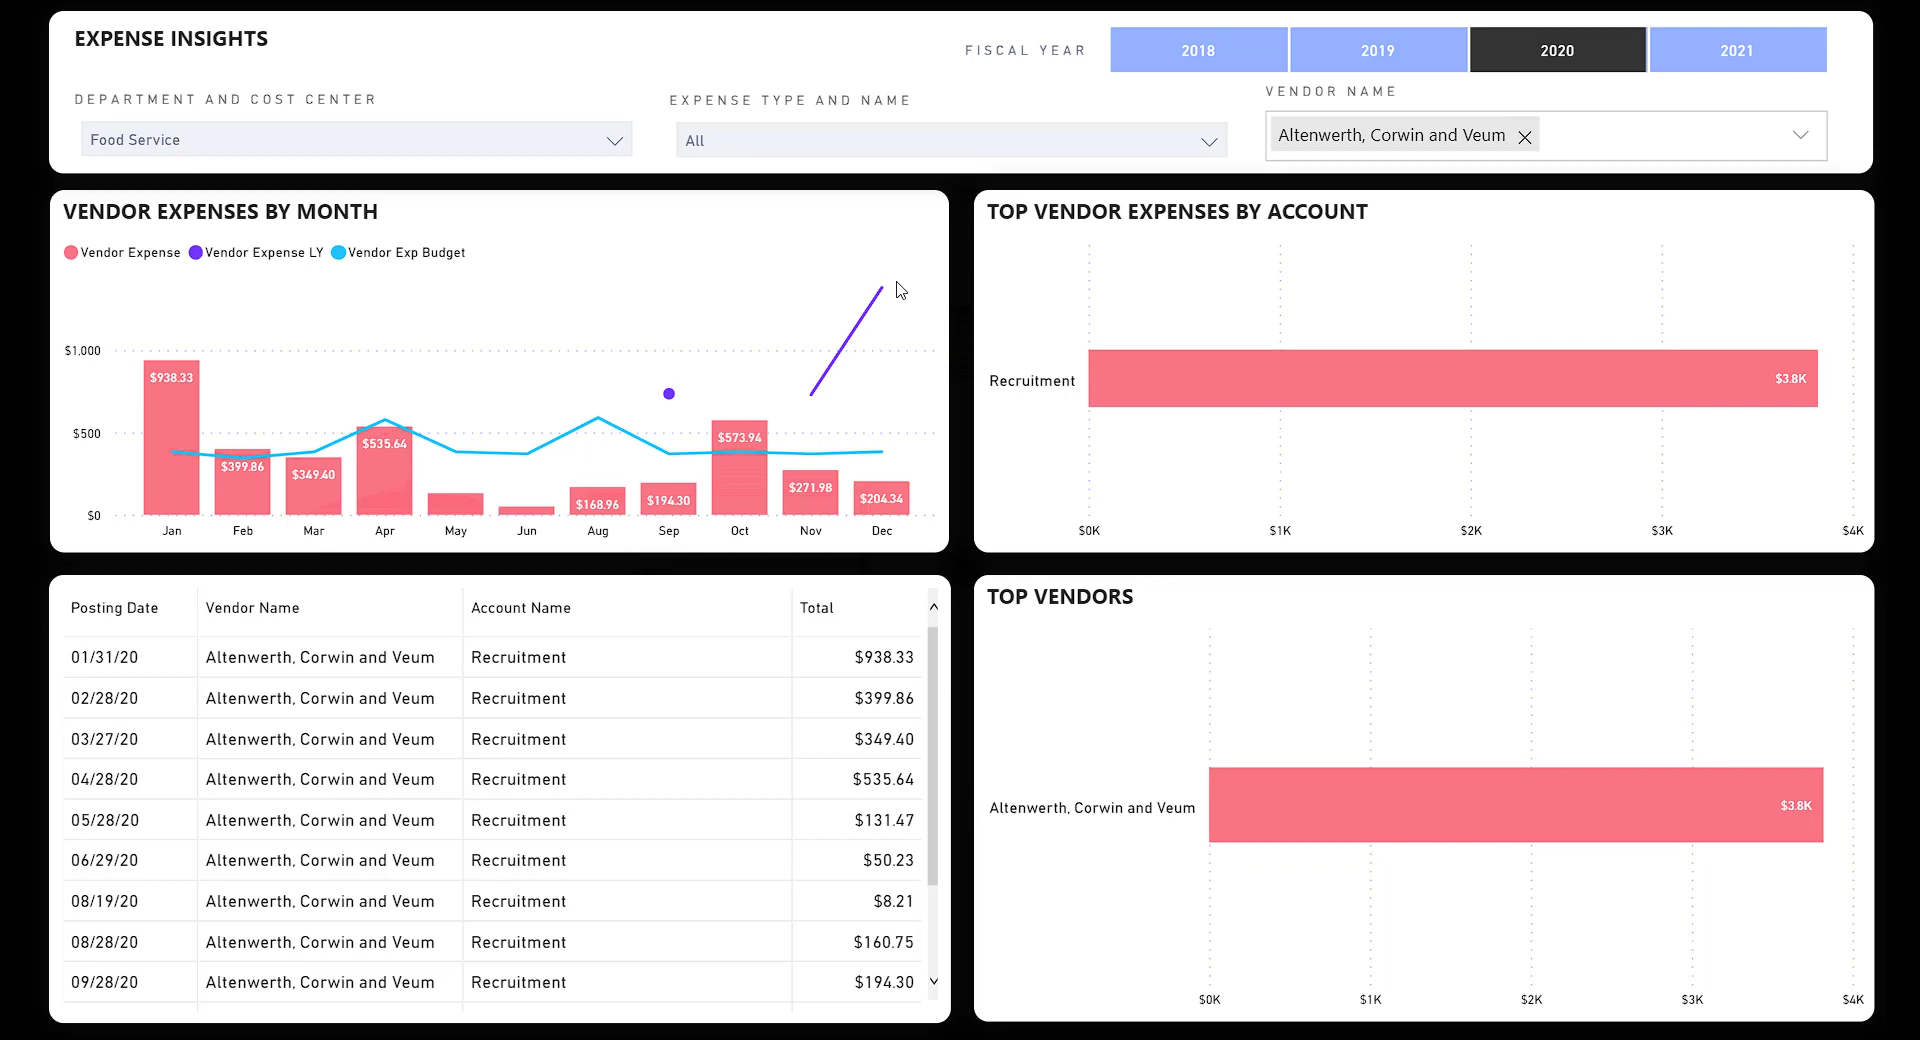 EXPENSE INSIGHTS
FISCAL YEAR
2018
2019
2020
2021
DEPARTMENT AND COST CENTER
EXPENSE TYPE AND NAME
VENDOR NAME
Food Service
All
Altenwerth, Corwin and Veum
VENDOR EXPENSES BY MONTH
Vendor Expense Vendor Expense LY Vendor Exp Budget
$1,000
$500
$0
$938.33
$399.86
$349.40
$535.64
$168.96
$194.30
$573.94
$271.98
$204.34
Jan Feb Mar Apr May Jun Aug Sep Oct Nov Dec
TOP VENDOR EXPENSES BY ACCOUNT
Recruitment
$3.8K
$0K $1K $2K $3K $4K
Posting Date Vendor Name Account Name Total
01/31/20 Altenwerth, Corwin and Veum Recruitment $938.33
02/28/20 Altenwerth, Corwin and Veum Recruitment $399.86
03/27/20 Altenwerth, Corwin and Veum Recruitment $349.40
04/28/20 Altenwerth, Corwin and Veum Recruitment $535.64
05/28/20 Altenwerth, Corwin and Veum Recruitment $131.47
06/29/20 Altenwerth, Corwin and Veum Recruitment $50.23
08/19/20 Altenwerth, Corwin and Veum Recruitment $8.21
08/28/20 Altenwerth, Corwin and Veum Recruitment $160.75
09/28/20 Altenwerth, Corwin and Veum Recruitment $194.30
TOP VENDORS
Altenwerth, Corwin and Veum
$3.8K
$0K $1K $2K $3K $4K